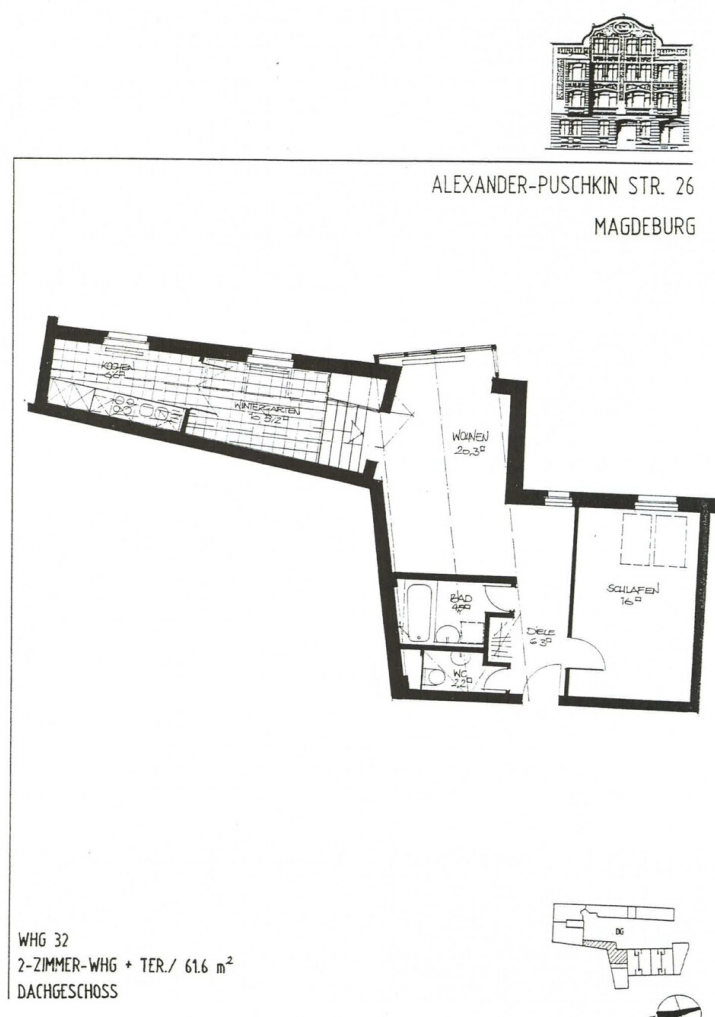 ALEXANDER-PUSCHKIN STR. 26
MAGDEBURG
KOCHEN
WINTERGARTEN
WOHNEN
20,3
SCHLAFEN
16
BAD
DIELE
6.3
WC
2,2
DG
WHG 32
2-ZIMMER-WHG + TER./ 61.6 m²
DACHGESCHOSS